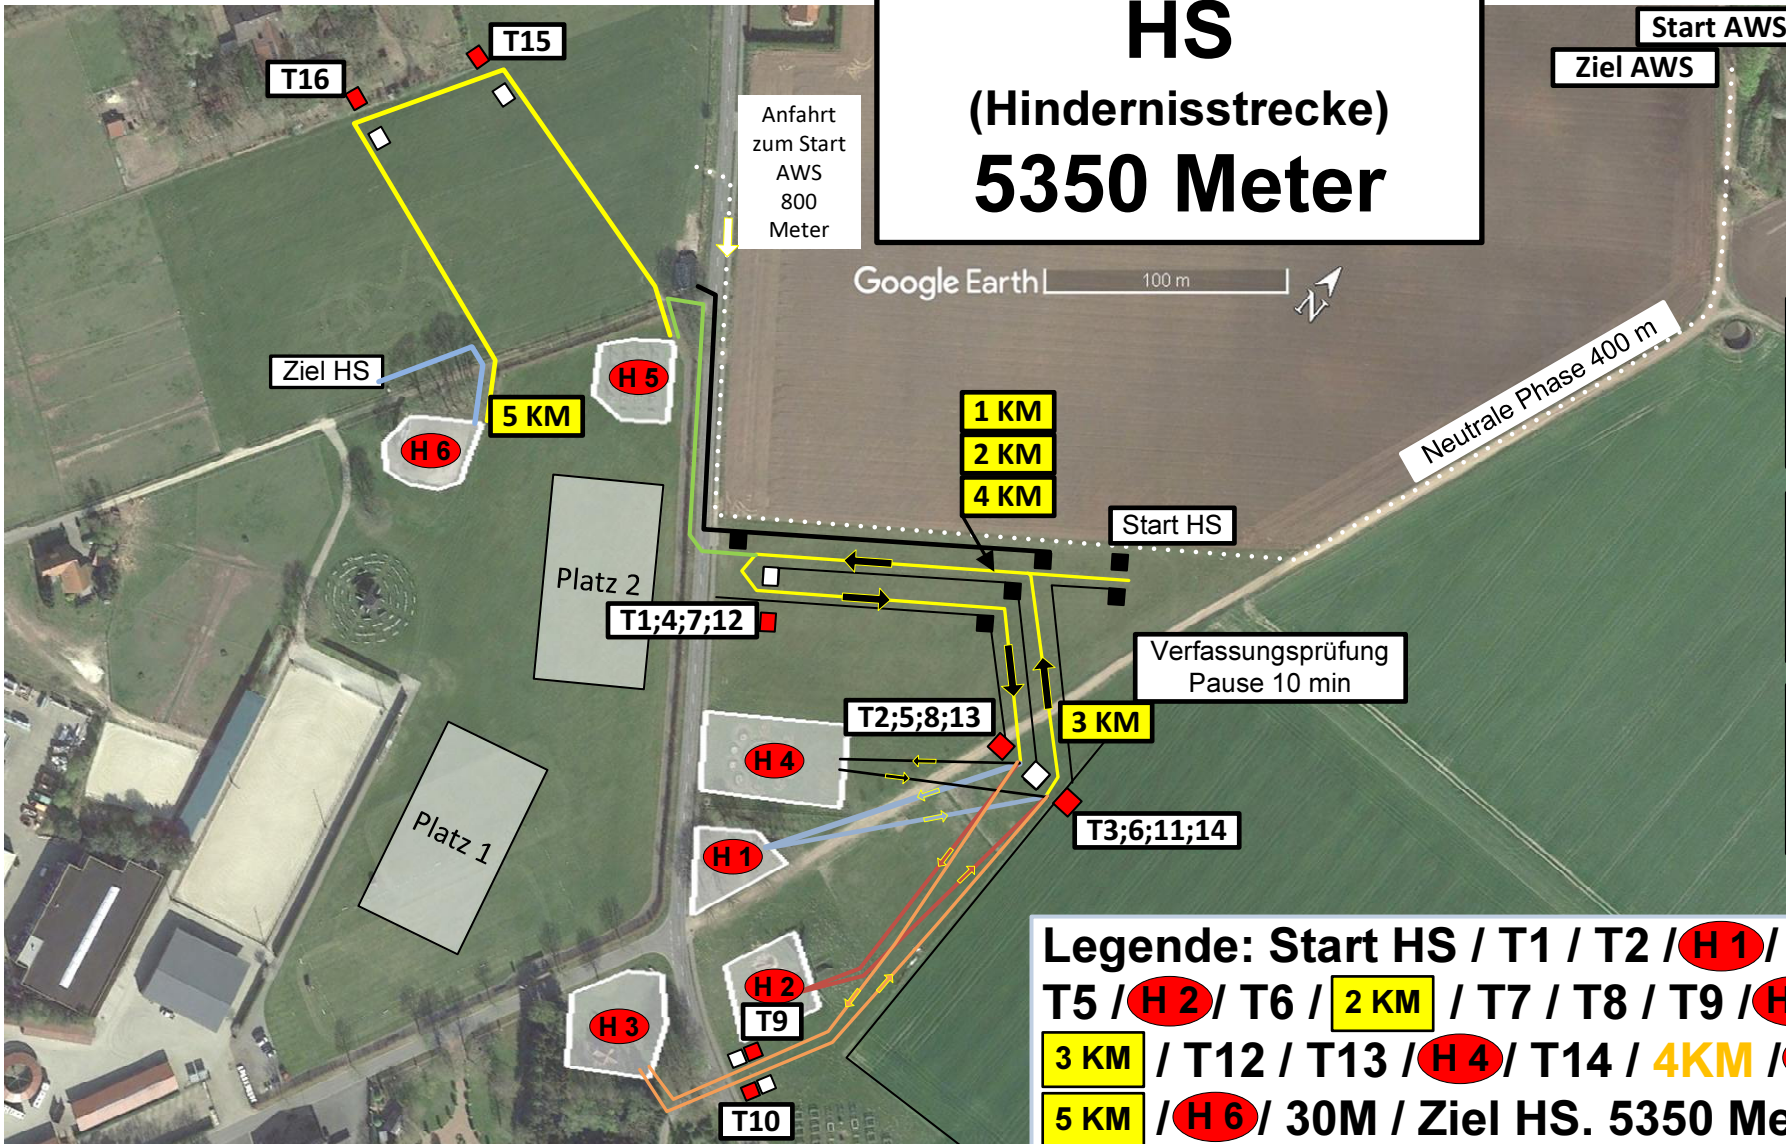 HS
(Hindernisstrecke)
5350 Meter
Start AWS
Ziel AWS
T15
T16
Anfahrt
zum Start
AWS
800
Meter
Google Earth
100 m
N
Neutrale Phase 400 m
Ziel HS
H 5
5 KM
H 6
1 KM
2 KM
4 KM
Start HS
Platz 2
T1;4;7;12
Verfassungsprüfung
Pause 10 min
T2;5;8;13
3 KM
H 4
T3;6;11;14
Platz 1
H 1
H 2
T9
H 3
T10
Legende: Start HS / T1 / T2 / H 1 /
T5 / H 2 / T6 / 2 KM / T7 / T8 / T9 / H
3 KM / T12 / T13 / H 4 / T14 / 4KM /
5 KM / H 6 / 30M / Ziel HS. 5350 Me